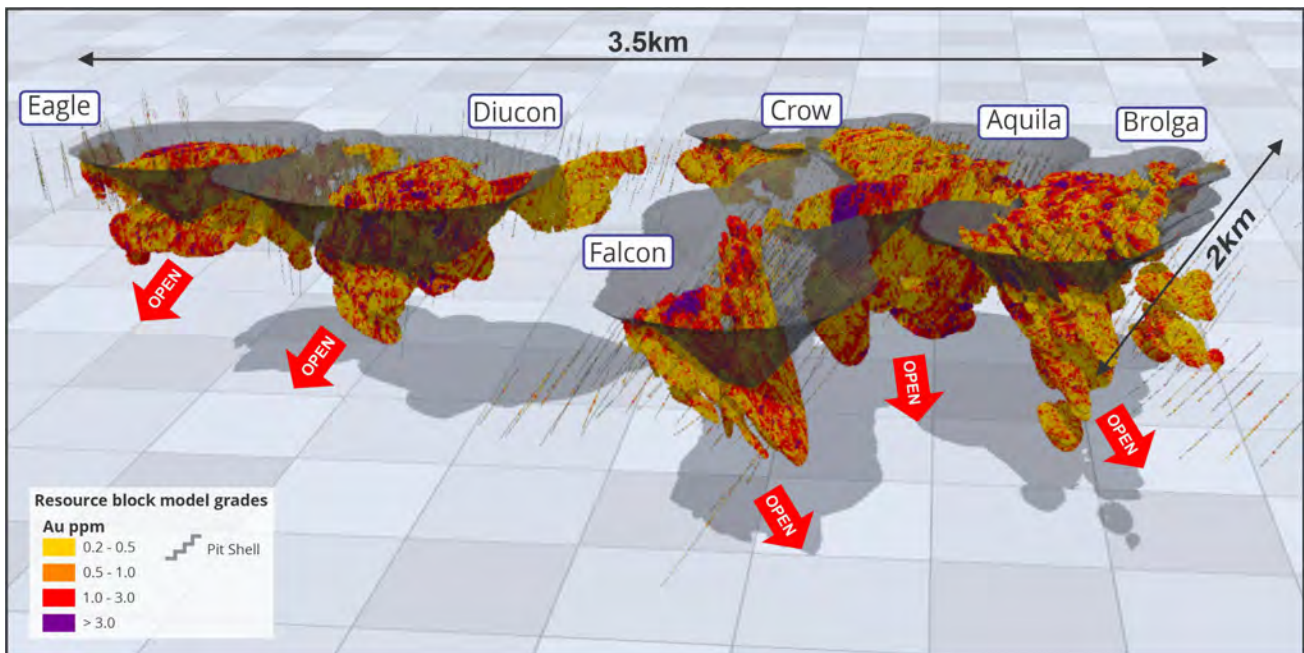 3.5km
Eagle
Diucon
Crow
Aquila
Brolga
2km
Falcon
OPEN
OPEN
OPEN
OPEN
OPEN
Resource block model grades
Au ppm
0.2 - 0.5
Pit Shell
0.5 - 1.0
1.0 - 3.0
> 3.0